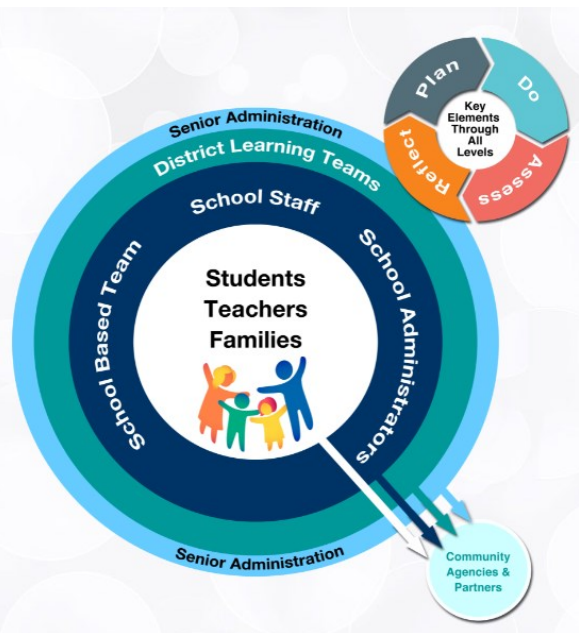 Plan
Do
Key
Elements
Through
All
Levels
Reflect
Assess
Senior Administration
District Learning Teams
School Staff
School Based Team
School Administrators
Students
Teachers
Families
Senior Administration
Community
Agencies &
Partners